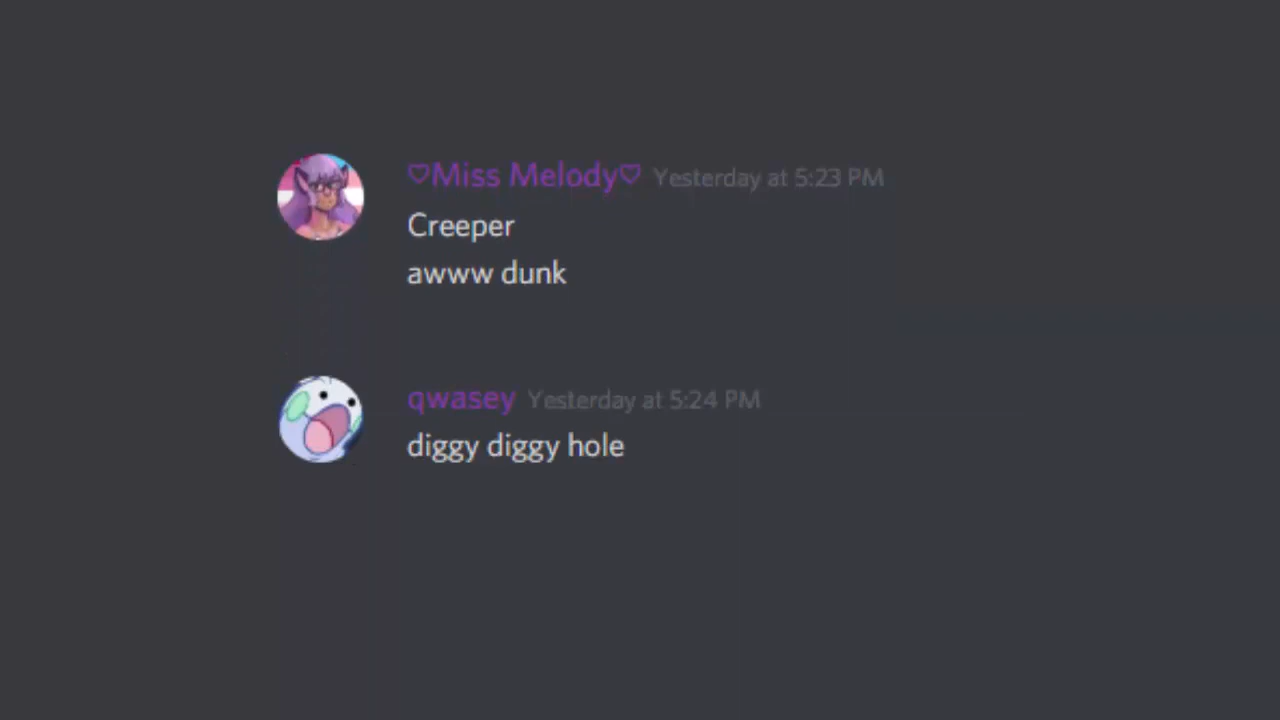 ♡Miss Melody♡ Yesterday at 5:23 PM
Creeper
awww dunk
qwasey Yesterday at 5:24 PM
diggy diggy hole